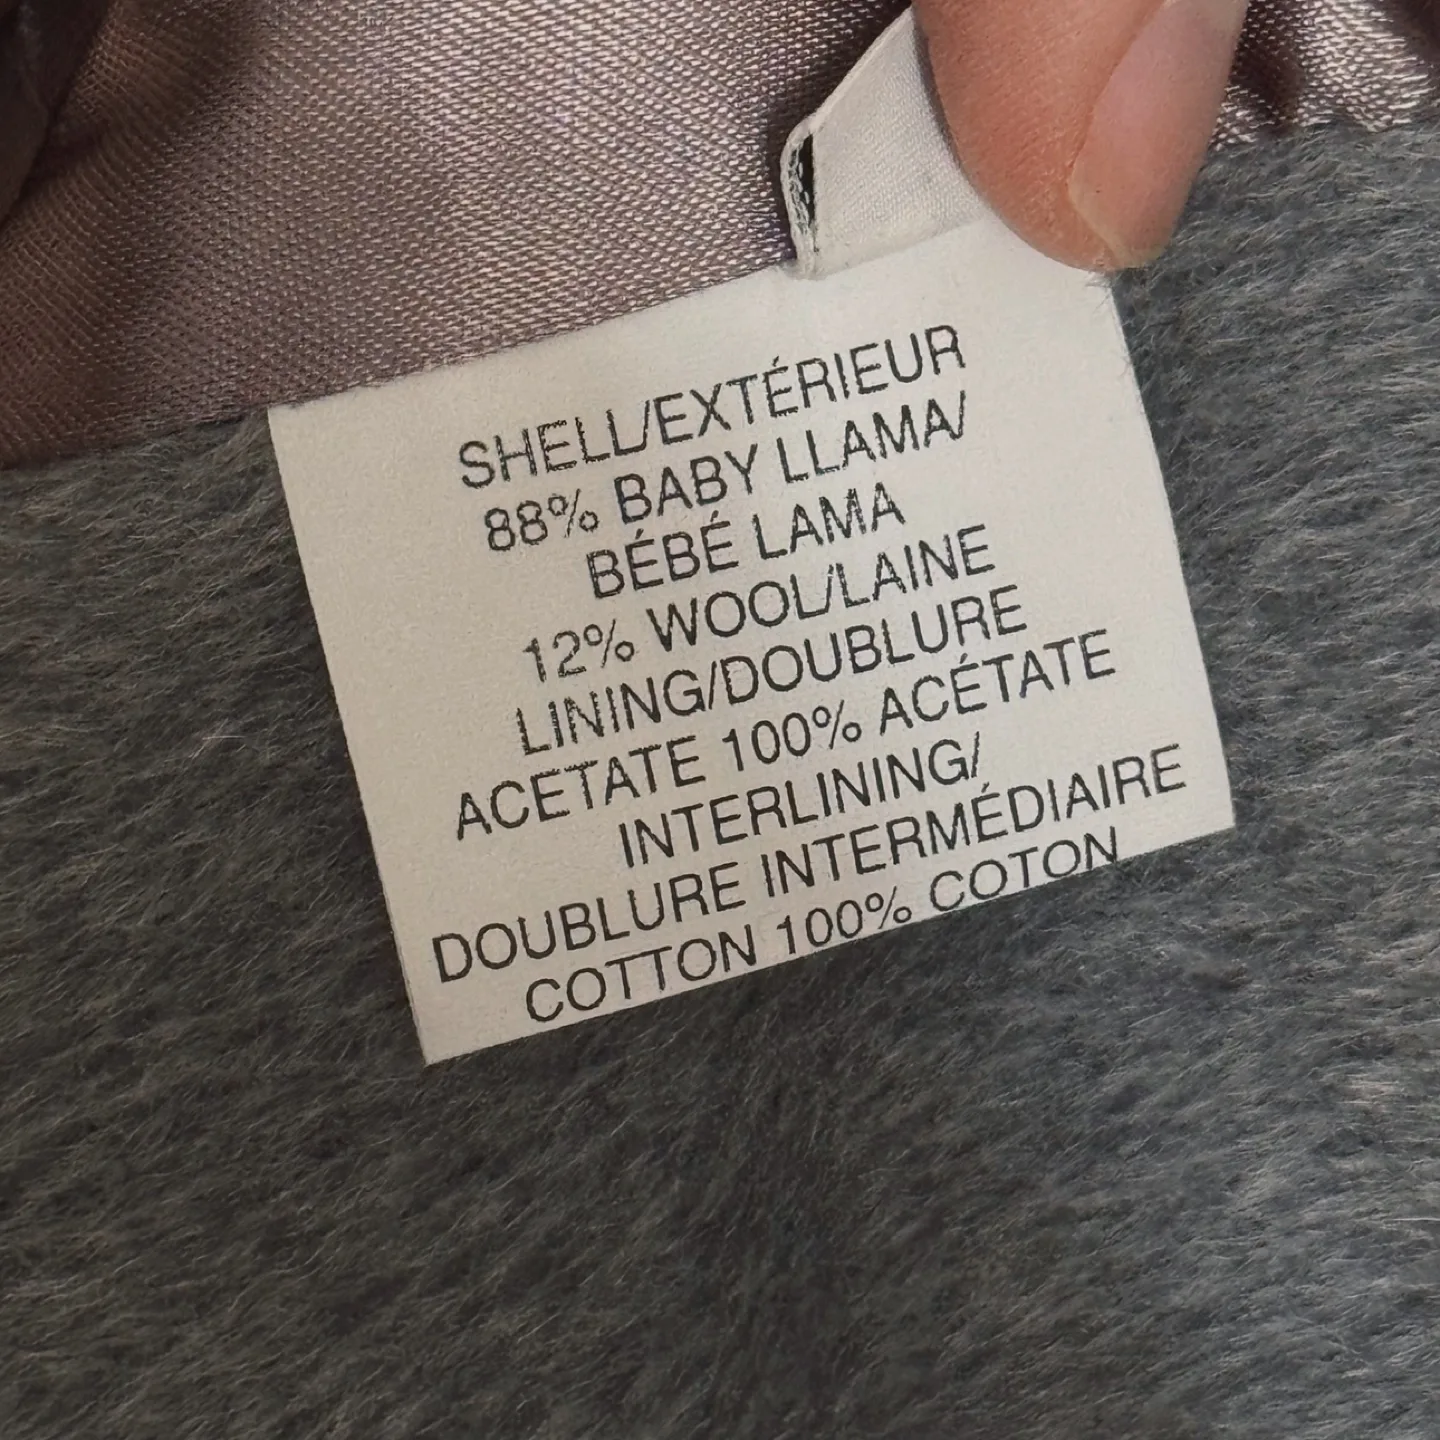 SHELL/EXTÉRIEUR
88% BABY LLAMA/
BÉBÉ LAMA
12% WOOL/LAINE
LINING/DOUBLURE
ACETATE 100% ACÉTATE
INTERLINING/
DOUBLURE INTERMÉDIAIRE
COTTON 100% COTON